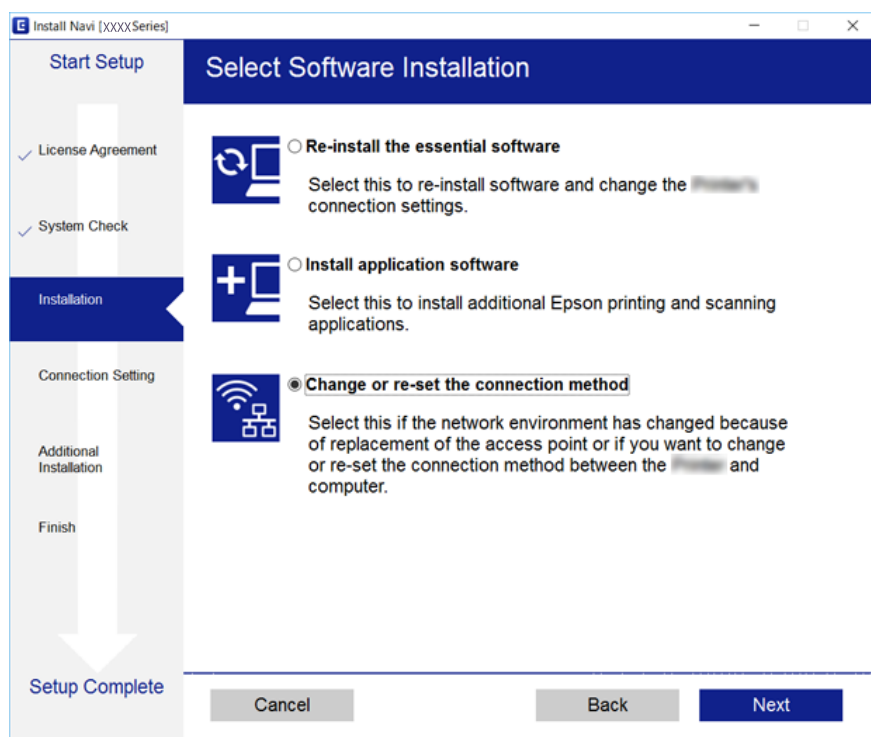 Install Navi [XXXX Series]
Start Setup
License Agreement
System Check
Installation
Connection Setting
Additional
Installation
Finish
Setup Complete
Select Software Installation
Re-install the essential software
Select this to re-install software and change the
connection settings.
Install application software
Select this to install additional Epson printing and scanning
applications.
Change or re-set the connection method
Select this if the network environment has changed because
of replacement of the access point or if you want to change
or re-set the connection method between the and
computer.
Cancel
Back
Next